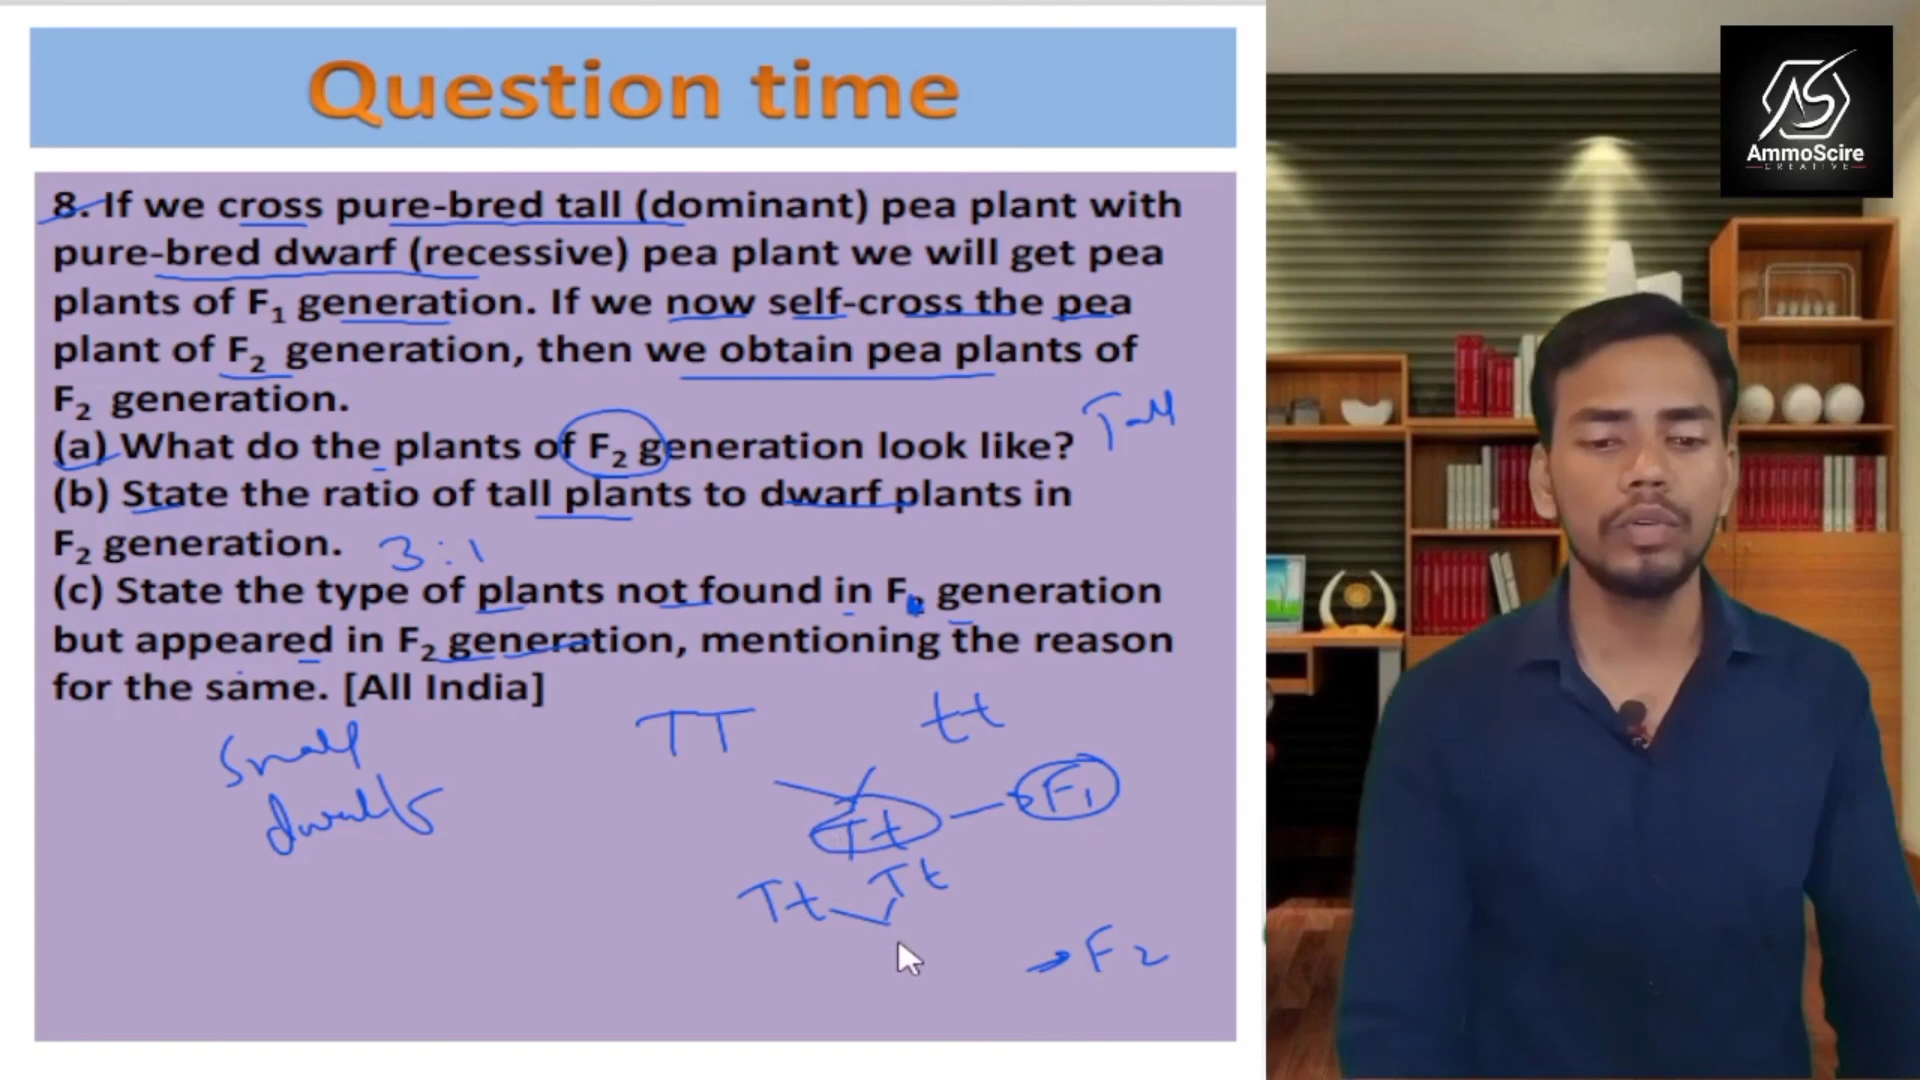 Question time
AmmoScire
CREATIVE
8. If we cross pure-bred tall (dominant) pea plant with
pure-bred dwarf (recessive) pea plant we will get pea
plants of F₁ generation. If we now self-cross the pea
plant of F₂ generation, then we obtain pea plants of
F₂ generation.
(a) What do the plants of F₂ generation look like? Tall
(b) State the ratio of tall plants to dwarf plants in
F₂ generation. 3:1
(c) State the type of plants not found in F generation
but appeared in F₂ generation, mentioning the reason
for the same. [All India]
TT tt
Small
F₁
dwarfs Tt
Tt Tt
F2